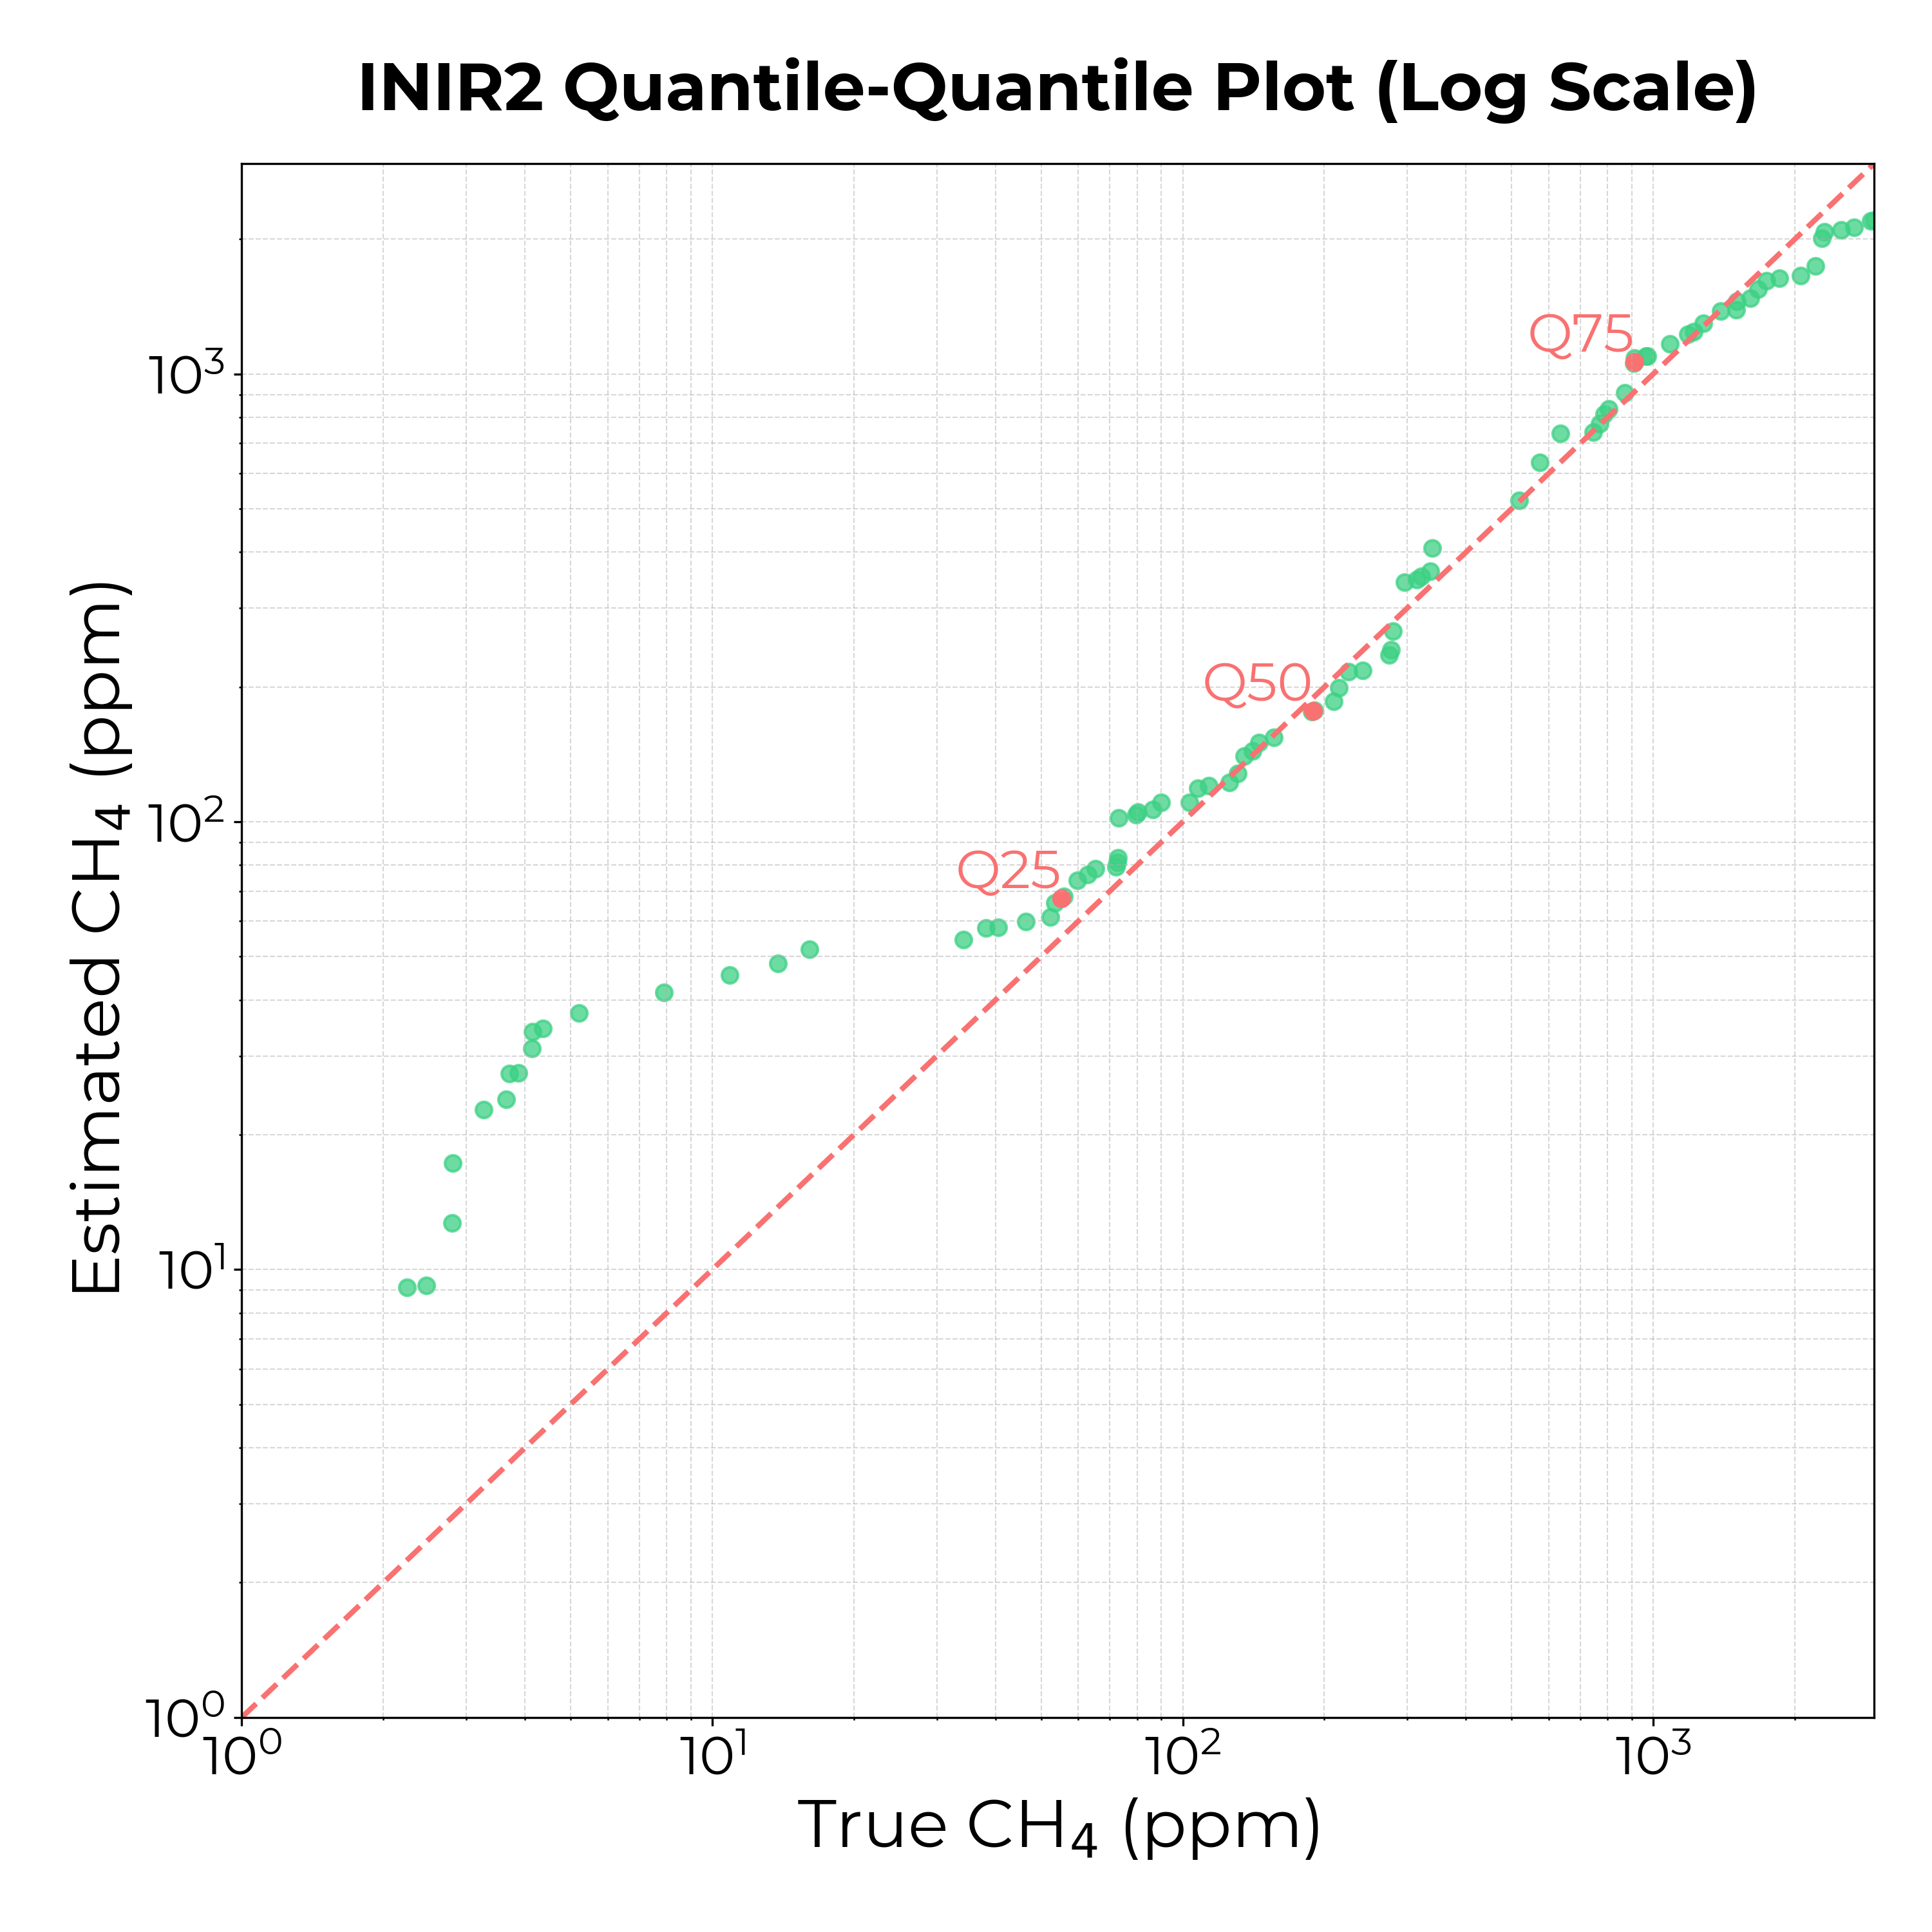 INIR2 Quantile-Quantile Plot (Log Scale)
Estimated CH₄ (ppm)
10³
10²
10¹
10⁰
Q75
Q50
Q25
10⁰ 10¹ 10² 10³
True CH₄ (ppm)